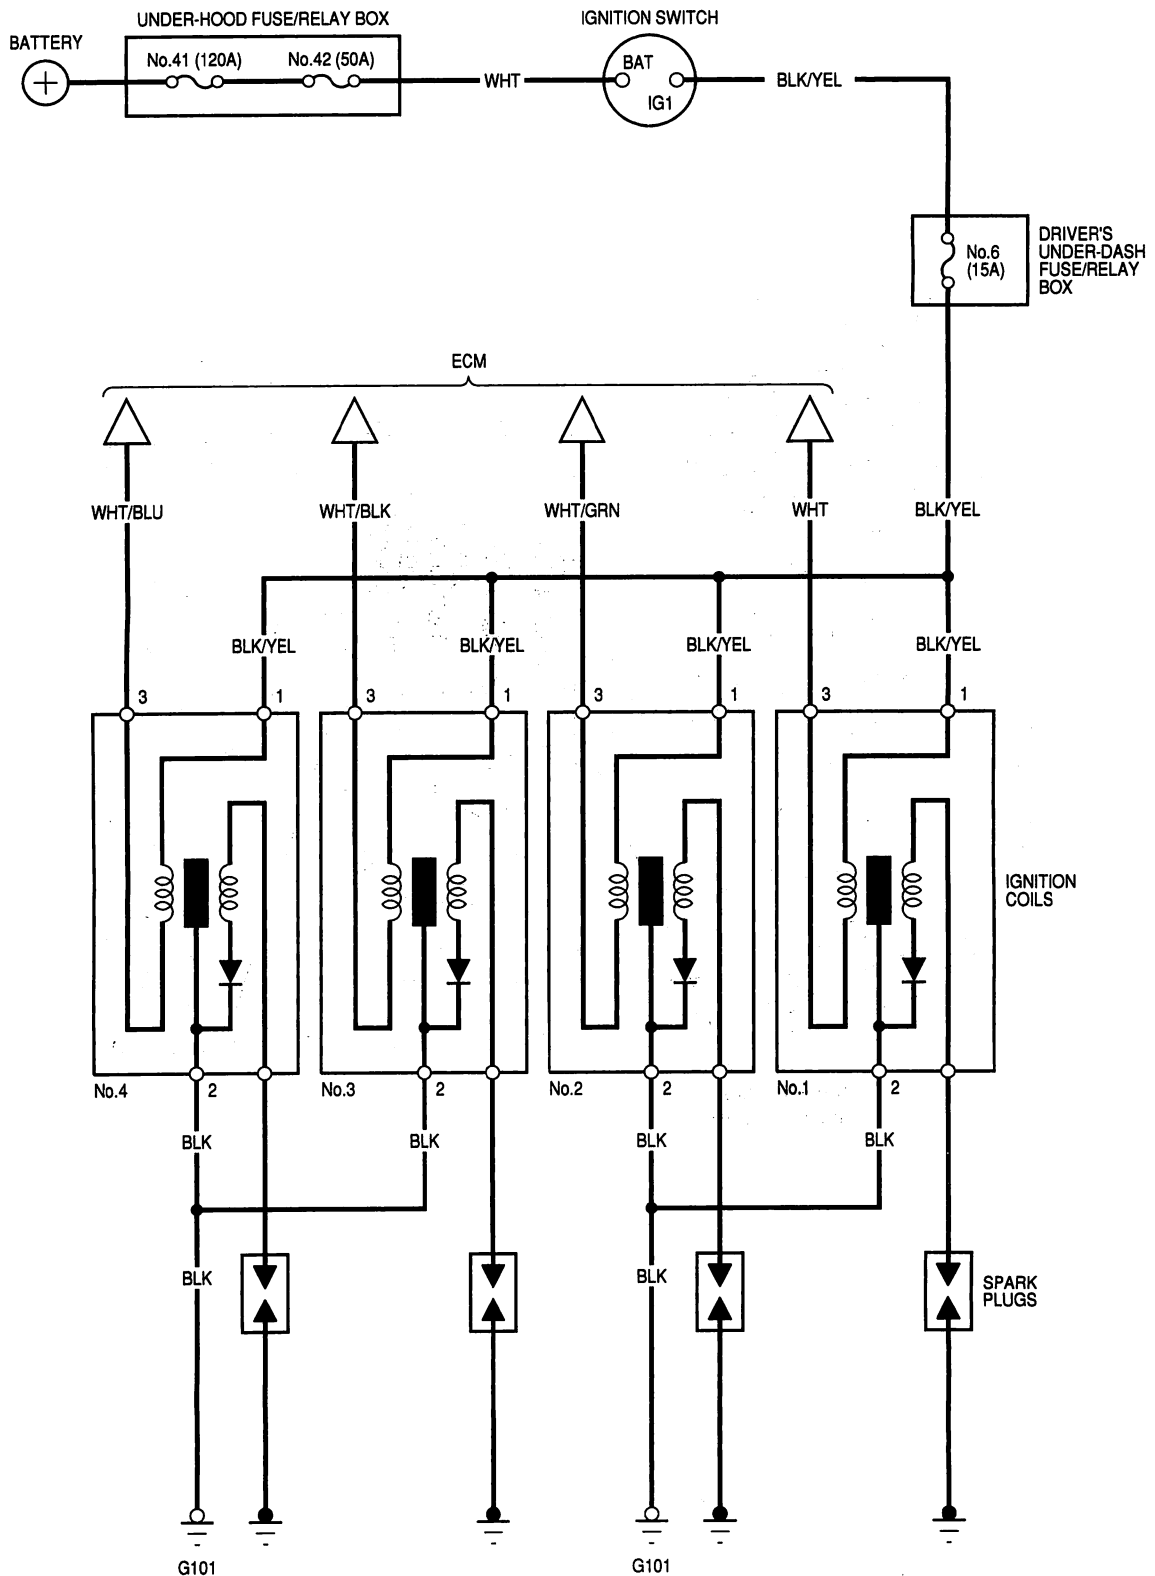 UNDER-HOOD FUSE/RELAY BOX
IGNITION SWITCH
BATTERY
No.41 (120A)
No.42 (50A)
BAT
IG1
WHT
BLK/YEL
No.6
(15A)
DRIVER'S
UNDER-DASH
FUSE/RELAY
BOX
ECM
WHT/BLU
WHT/BLK
WHT/GRN
WHT
BLK/YEL
BLK/YEL
BLK/YEL
BLK/YEL
BLK/YEL
3
1
3
1
3
1
3
1
IGNITION
COILS
No.4
2
No.3
2
No.2
2
No.1
2
BLK
BLK
BLK
BLK
BLK
BLK
SPARK
PLUGS
G101
G101